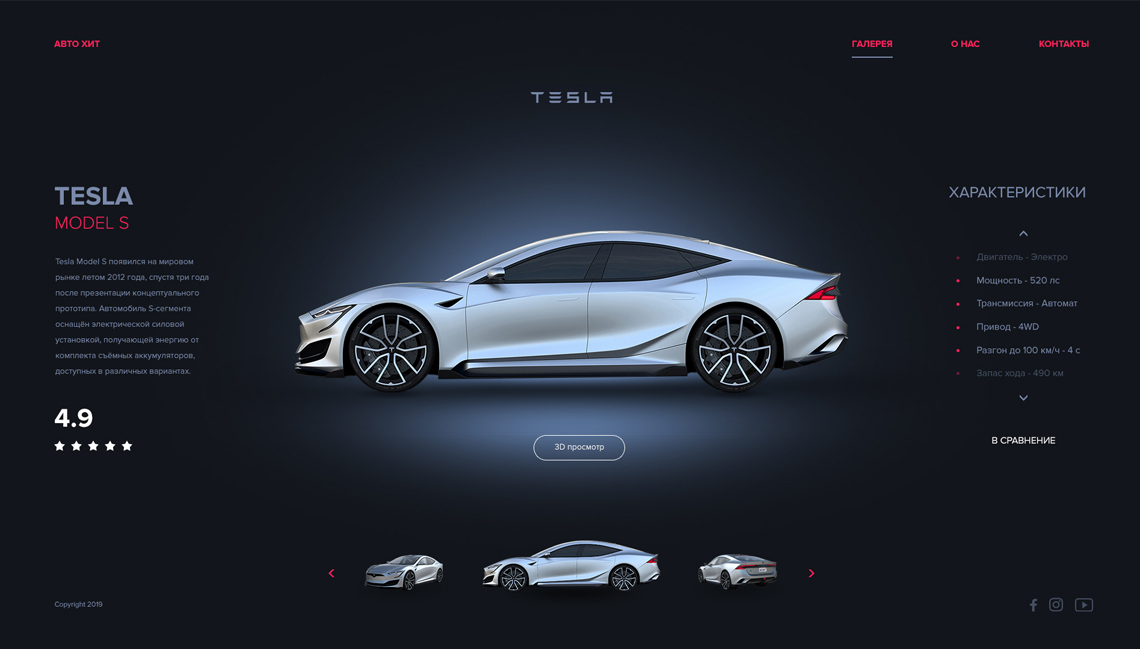 АВТО ХИТ
ГАЛЕРЕЯ
О НАС
КОНТАКТЫ
TESLA
TESLA
MODEL S
Tesla Model S появился на мировом
рынке летом 2012 года, спустя три года
после презентации концептуального
прототипа. Автомобиль S-сегмента
оснащён электрической силовой
установкой, получающей энергию от
комплекта съёмных аккумуляторов,
доступных в различных вариантах.
4.9
ХАРАКТЕРИСТИКИ
Двигатель - Электро
Мощность - 520 лс
Трансмиссия - Автомат
Привод - 4WD
Разгон до 100 км/ч - 4 с
Запас хода - 490 км
В СРАВНЕНИЕ
3D просмотр
Copyright 2019